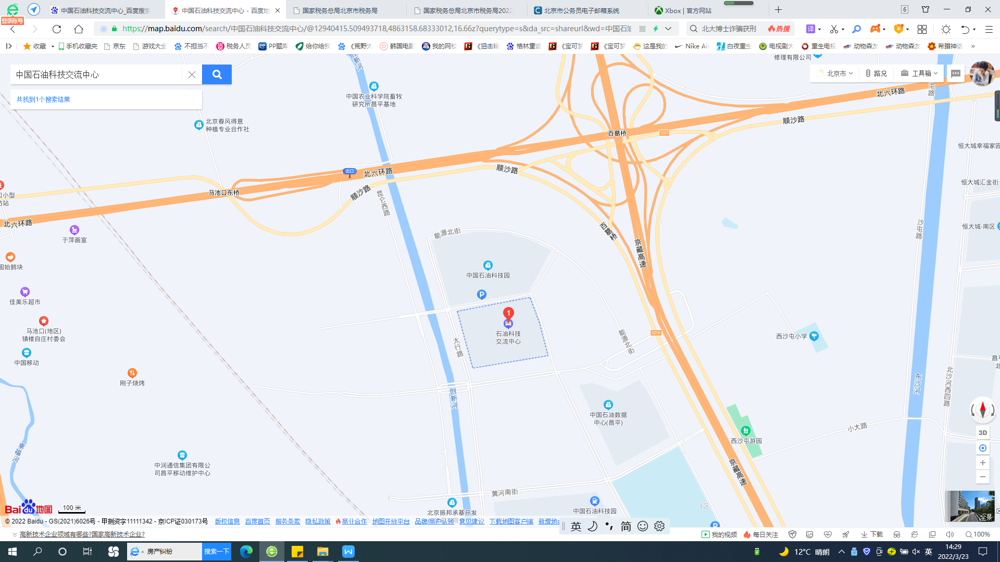 登录账号
中国石油科技交流中心_百度搜索
中国石油科技交流中心 - 百度地
国家税务总局北京市税务局
国家税务总局北京市税务局2022
北京市公务员电子邮箱系统
Xbox | 官方网站
6
https://map.baidu.com/search/中国石油科技交流中心/@12940415.509493718,4863158.68333012,16.66z?querytype=s&da_src=shareurl&wd=中国石油
北大博士诈骗获刑
热搜
译
收藏
手机收藏夹
京东
游戏大全
不担当不
税务人员
PP题库
给你给我
《荒野大
韩国电影
我的网校
《狙击精
格林童话
《宝可梦
《宝可梦
这是我的
Nike Air
白夜重生
电视剧大
重生电视
动物森友
动物森友
希腊神话
中国石油科技交流中心
共找到1个搜索结果
北京市
路况
工具箱
修理有限公司
创新河
中国农业科学院畜牧
研究所昌平基地
北京春风得意
种植专业合作社
北六环路
屯路
顺沙路
百葛桥
S321
恒大城幸福家园
出口
北六环路
顺沙路
马池口东桥
顺沙路
昆仑西路
恒大城汇金街
口小型
访站
北六环路
于萍画室
能源北街
百葛桥
京藏高速
沙屯路
恒大城-南区
固始鹅块
中国石油科技园
P
佳美乐超市
1
石油科技
交流中心
马池口(地区)
镇楼自庄村委会
太行路
能源北街
S216
西沙屯小学
中国移动
昌平
北
刚子烧烤
创新河
东沙河
北沙河西四路
中国石油数据
中心(昌平)
西沙屯游园
小大路
3D
幸福河
中润通信集团有限公
司昌平移动维护中心
京藏高速
黄河南街
北京振邦承基开发
中国石油科技园
F区
P
全景
Bai du 地图
100 米
© 2022 Baidu - GS(2021)6026号 - 甲测资字11111342 - 京ICP证030173号
版权信息
百度首页
服务条款
隐私政策
商业合作
地图开放平台
品牌/商户认领
意见建议
下载地图客户端
新增地点
英
简
高新技术企业领域有哪些?国家高新技术企业?
我的视频
每日关注
下载
100%
房产纠纷
搜索一下
12°C 晴朗
英
14:29
2022/3/23